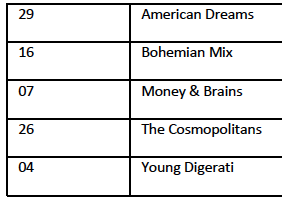 29 American Dreams
16 Bohemian Mix
07 Money & Brains
26 The Cosmopolitans
04 Young Digerati